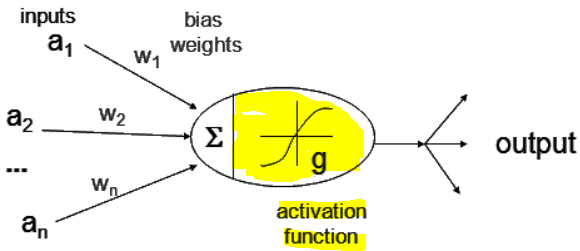 inputs
bias
weights
a1
w1
a2
w2
Σ
g
output
...
wn
an
activation
function